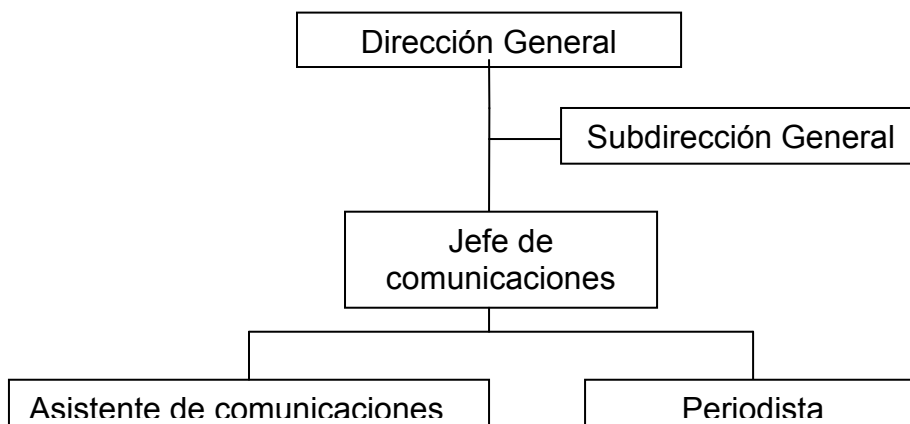 Dirección General
Subdirección General
Jefe de
comunicaciones
Asistente de comunicaciones
Periodista